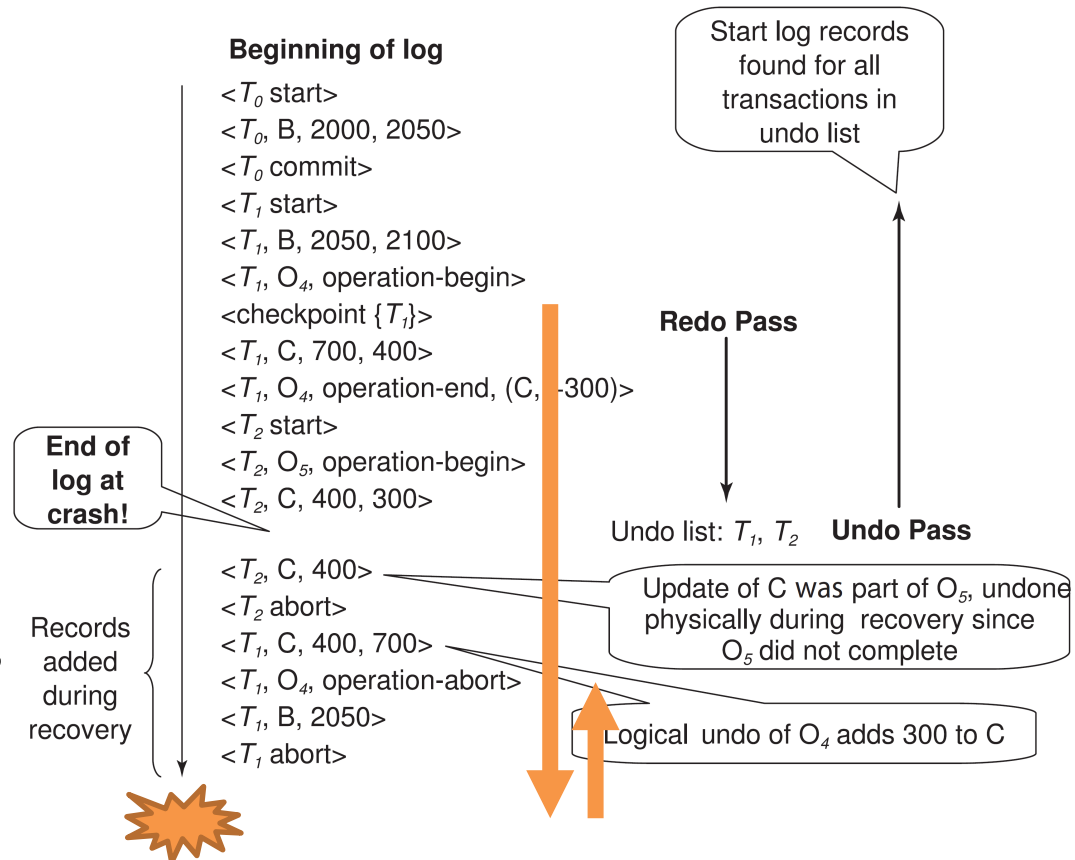 Beginning of log
<T0 start>
<T0, B, 2000, 2050>
<T0 commit>
<T1 start>
<T1, B, 2050, 2100>
<T1, O4, operation-begin>
<checkpoint {T1}>
<T1, C, 700, 400>
<T1, O4, operation-end, (C, +300)>
<T2 start>
<T2, O5, operation-begin>
<T2, C, 400, 300>
<T2, C, 400>
<T2 abort>
<T1, C, 400, 700>
<T1, O4, operation-abort>
<T1, B, 2050>
<T1 abort>
End of
log at
crash!
Records
added
during
recovery
Start log records
found for all
transactions in
undo list
Redo Pass
Undo list: T1, T2
Undo Pass
Update of C was part of O5, undone
physically during recovery since
O5 did not complete
Logical undo of O4 adds 300 to C